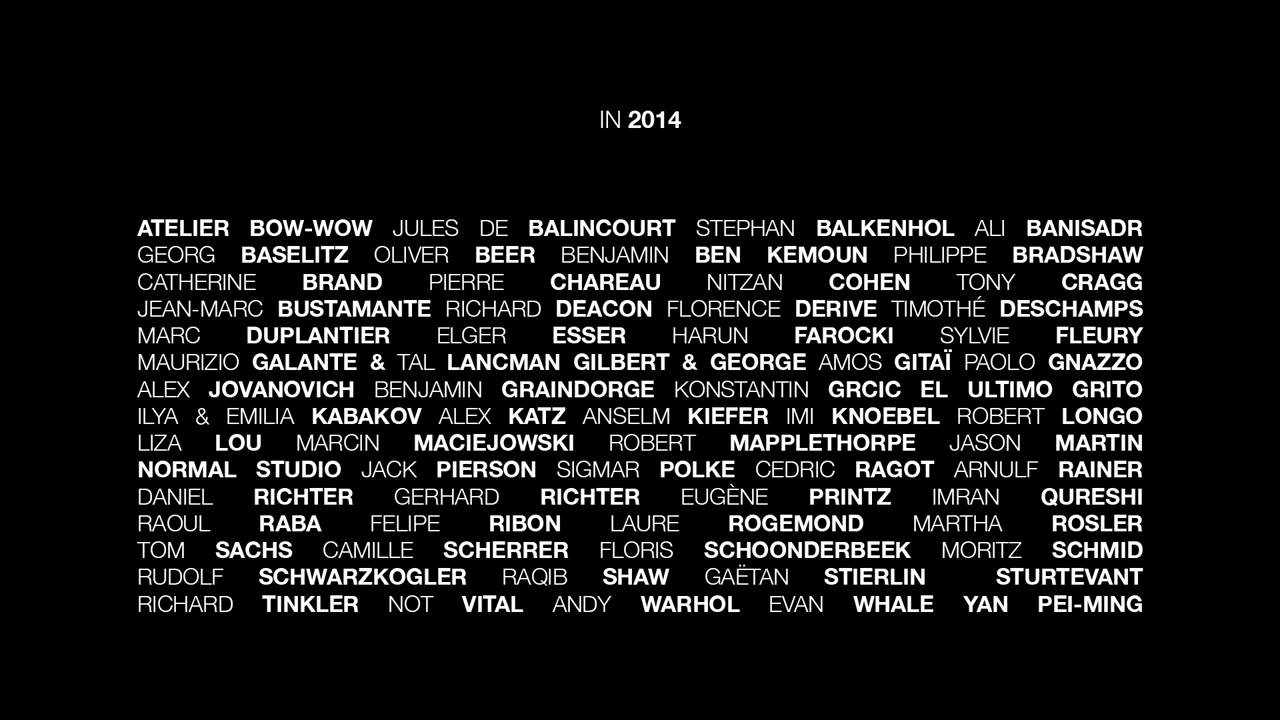 IN 2014
ATELIER BOW-WOW JULES DE BALINCOURT STEPHAN BALKENHOL ALI BANISADR
GEORG BASELITZ OLIVER BEER BENJAMIN BEN KEMOUN PHILIPPE BRADSHAW
CATHERINE BRAND PIERRE CHAREAU NITZAN COHEN TONY CRAGG
JEAN-MARC BUSTAMANTE RICHARD DEACON FLORENCE DERIVE TIMOTHÉ DESCHAMPS
MARC DUPLANTIER ELGER ESSER HARUN FAROCKI SYLVIE FLEURY
MAURIZIO GALANTE & TAL LANCMAN GILBERT & GEORGE AMOS GITAÏ PAOLO GNAZZO
ALEX JOVANOVICH BENJAMIN GRAINDORGE KONSTANTIN GRCIC EL ULTIMO GRITO
ILYA & EMILIA KABAKOV ALEX KATZ ANSELM KIEFER IMI KNOEBEL ROBERT LONGO
LIZA LOU MARCIN MACIEJOWSKI ROBERT MAPPLETHORPE JASON MARTIN
NORMAL STUDIO JACK PIERSON SIGMAR POLKE CEDRIC RAGOT ARNULF RAINER
DANIEL RICHTER GERHARD RICHTER EUGÈNE PRINTZ IMRAN QURESHI
RAOUL RABA FELIPE RIBON LAURE ROGEMOND MARTHA ROSLER
TOM SACHS CAMILLE SCHERRER FLORIS SCHOONDERBEEK MORITZ SCHMID
RUDOLF SCHWARZKOGLER RAQIB SHAW GAËTAN STIERLIN STURTEVANT
RICHARD TINKLER NOT VITAL ANDY WARHOL EVAN WHALE YAN PEI-MING